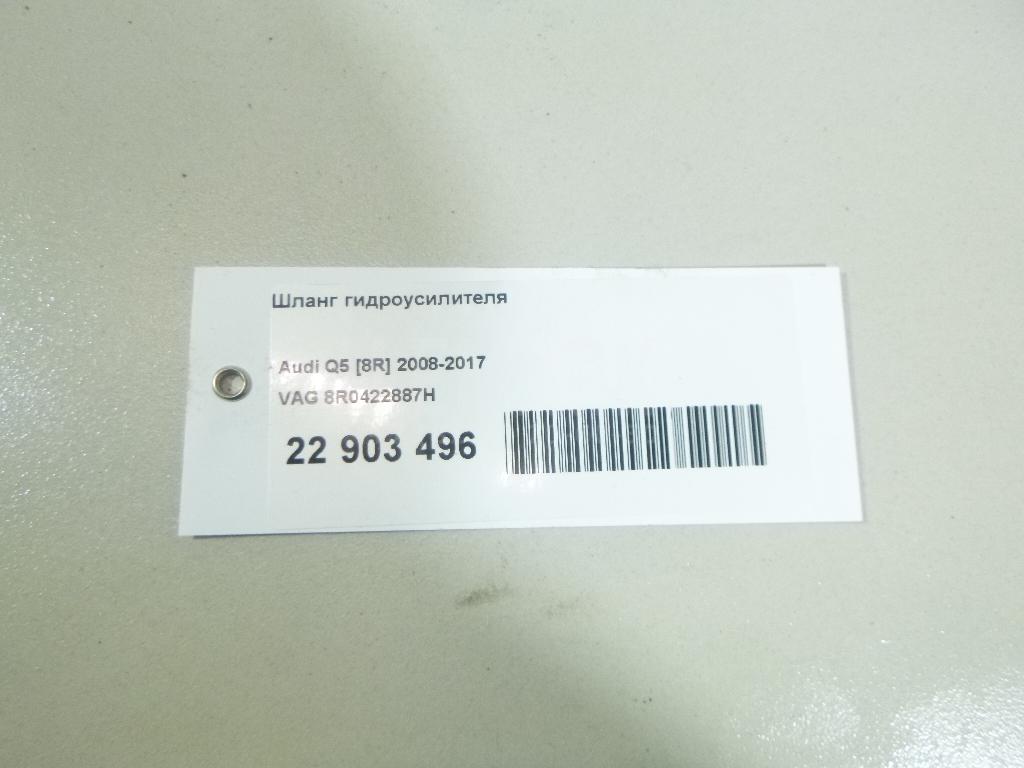 Шланг гидроусилителя
Audi Q5 [8R] 2008-2017
VAG 8R0422887H
22 903 496